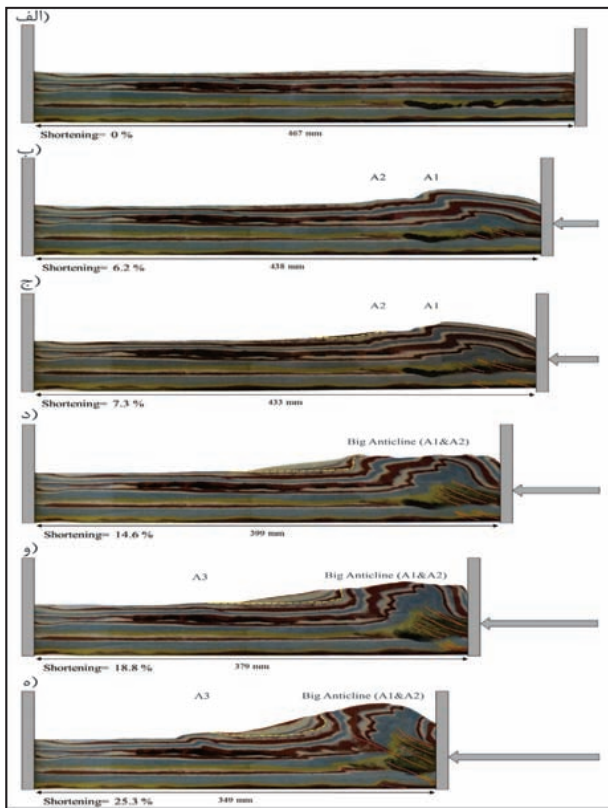 الف)
467 mm
Shortening= 0 %
ب)
A2 A1
438 mm
Shortening= 6.2 %
ج)
A2 A1
433 mm
Shortening= 7.3 %
د)
Big Anticline (A1&A2)
399 mm
Shortening= 14.6 %
و)
A3 Big Anticline (A1&A2)
379 mm
Shortening= 18.8 %
ه)
A3 Big Anticline (A1&A2)
349 mm
Shortening= 25.3 %